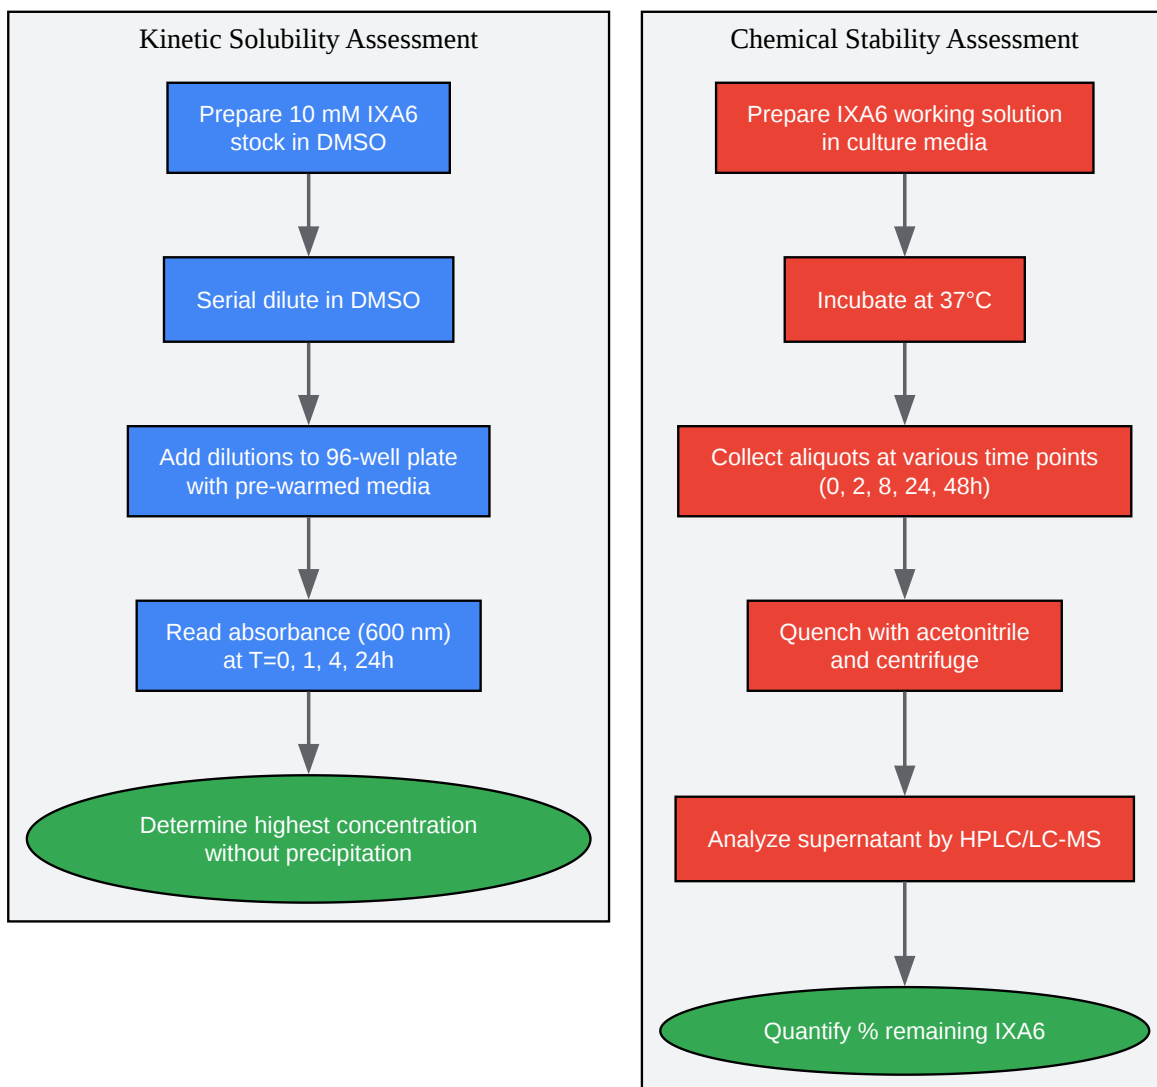 Kinetic Solubility Assessment
Prepare 10 mM IXA6
stock in DMSO
Serial dilute in DMSO
Add dilutions to 96-well plate
with pre-warmed media
Read absorbance (600 nm)
at T=0, 1, 4, 24h
Determine highest concentration
without precipitation
Chemical Stability Assessment
Prepare IXA6 working solution
in culture media
Incubate at 37°C
Collect aliquots at various time points
(0, 2, 8, 24, 48h)
Quench with acetonitrile
and centrifuge
Analyze supernatant by HPLC/LC-MS
Quantify % remaining IXA6